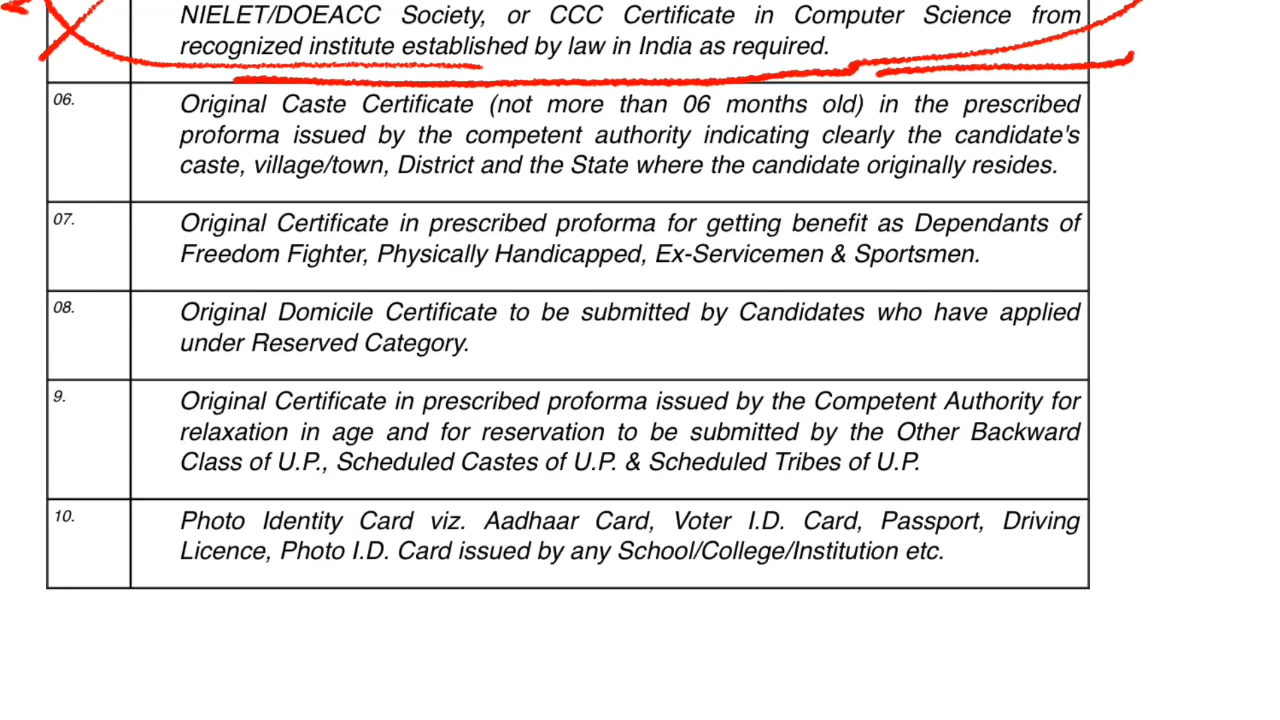 NIELET/DOEACC Society, or CCC Certificate in Computer Science from
recognized institute established by law in India as required.
06.
Original Caste Certificate (not more than 06 months old) in the prescribed
proforma issued by the competent authority indicating clearly the candidate's
caste, village/town, District and the State where the candidate originally resides.
07.
Original Certificate in prescribed proforma for getting benefit as Dependants of
Freedom Fighter, Physically Handicapped, Ex-Servicemen & Sportsmen.
08.
Original Domicile Certificate to be submitted by Candidates who have applied
under Reserved Category.
9.
Original Certificate in prescribed proforma issued by the Competent Authority for
relaxation in age and for reservation to be submitted by the Other Backward
Class of U.P., Scheduled Castes of U.P. & Scheduled Tribes of U.P.
10.
Photo Identity Card viz. Aadhaar Card, Voter I.D. Card, Passport, Driving
Licence, Photo I.D. Card issued by any School/College/Institution etc.